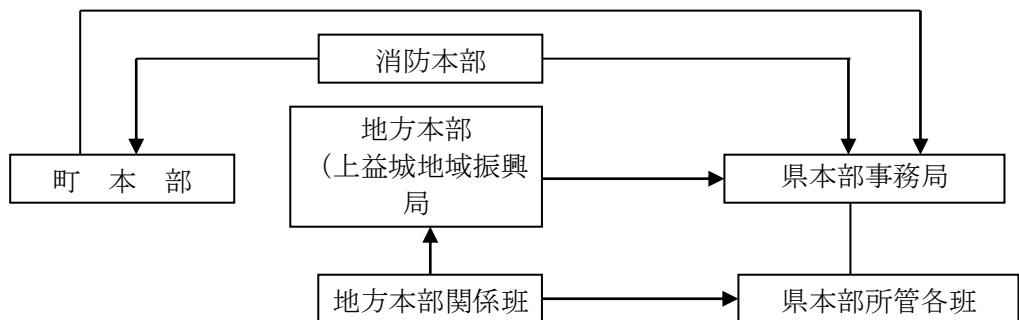 消防本部
地方本部
(上益城地域振興
局
町　本　部
県本部事務局
地方本部関係班
県本部所管各班